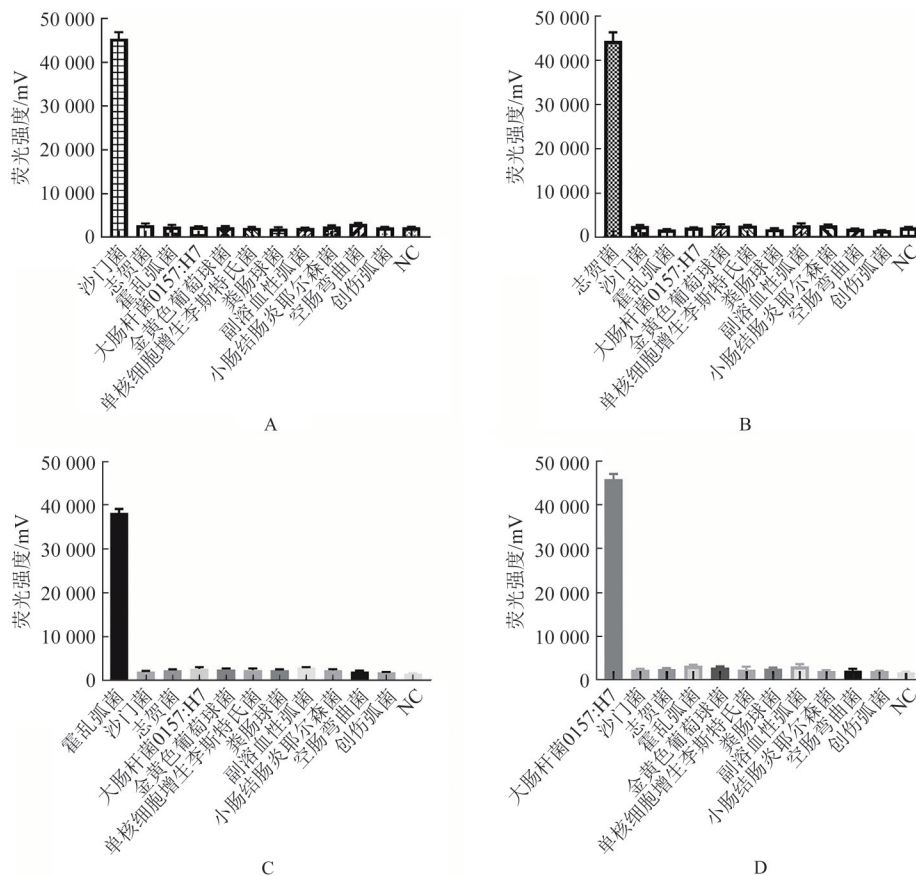 50 000
40 000
30 000
20 000
10 000
0
荧光强度/mV
沙门菌
志贺菌
霍乱弧菌
大肠杆菌0157:H7
金黄色葡萄球菌
单核细胞增生李斯特氏菌
粪肠球菌
副溶血性弧菌
小肠结肠炎耶尔森菌
空肠弯曲菌
创伤弧菌
NC
A
50 000
40 000
30 000
20 000
10 000
0
荧光强度/mV
志贺菌
沙门菌
霍乱弧菌
大肠杆菌0157:H7
金黄色葡萄球菌
单核细胞增生李斯特氏菌
粪肠球菌
副溶血性弧菌
小肠结肠炎耶尔森菌
空肠弯曲菌
创伤弧菌
NC
B
50 000
40 000
30 000
20 000
10 000
0
荧光强度/mV
霍乱弧菌
沙门菌
志贺菌
大肠杆菌0157:H7
金黄色葡萄球菌
单核细胞增生李斯特氏菌
粪肠球菌
副溶血性弧菌
小肠结肠炎耶尔森菌
空肠弯曲菌
创伤弧菌
NC
C
50 000
40 000
30 000
20 000
10 000
0
荧光强度/mV
大肠杆菌0157:H7
沙门菌
志贺菌
霍乱弧菌
金黄色葡萄球菌
单核细胞增生李斯特氏菌
粪肠球菌
副溶血性弧菌
小肠结肠炎耶尔森菌
空肠弯曲菌
创伤弧菌
NC
D